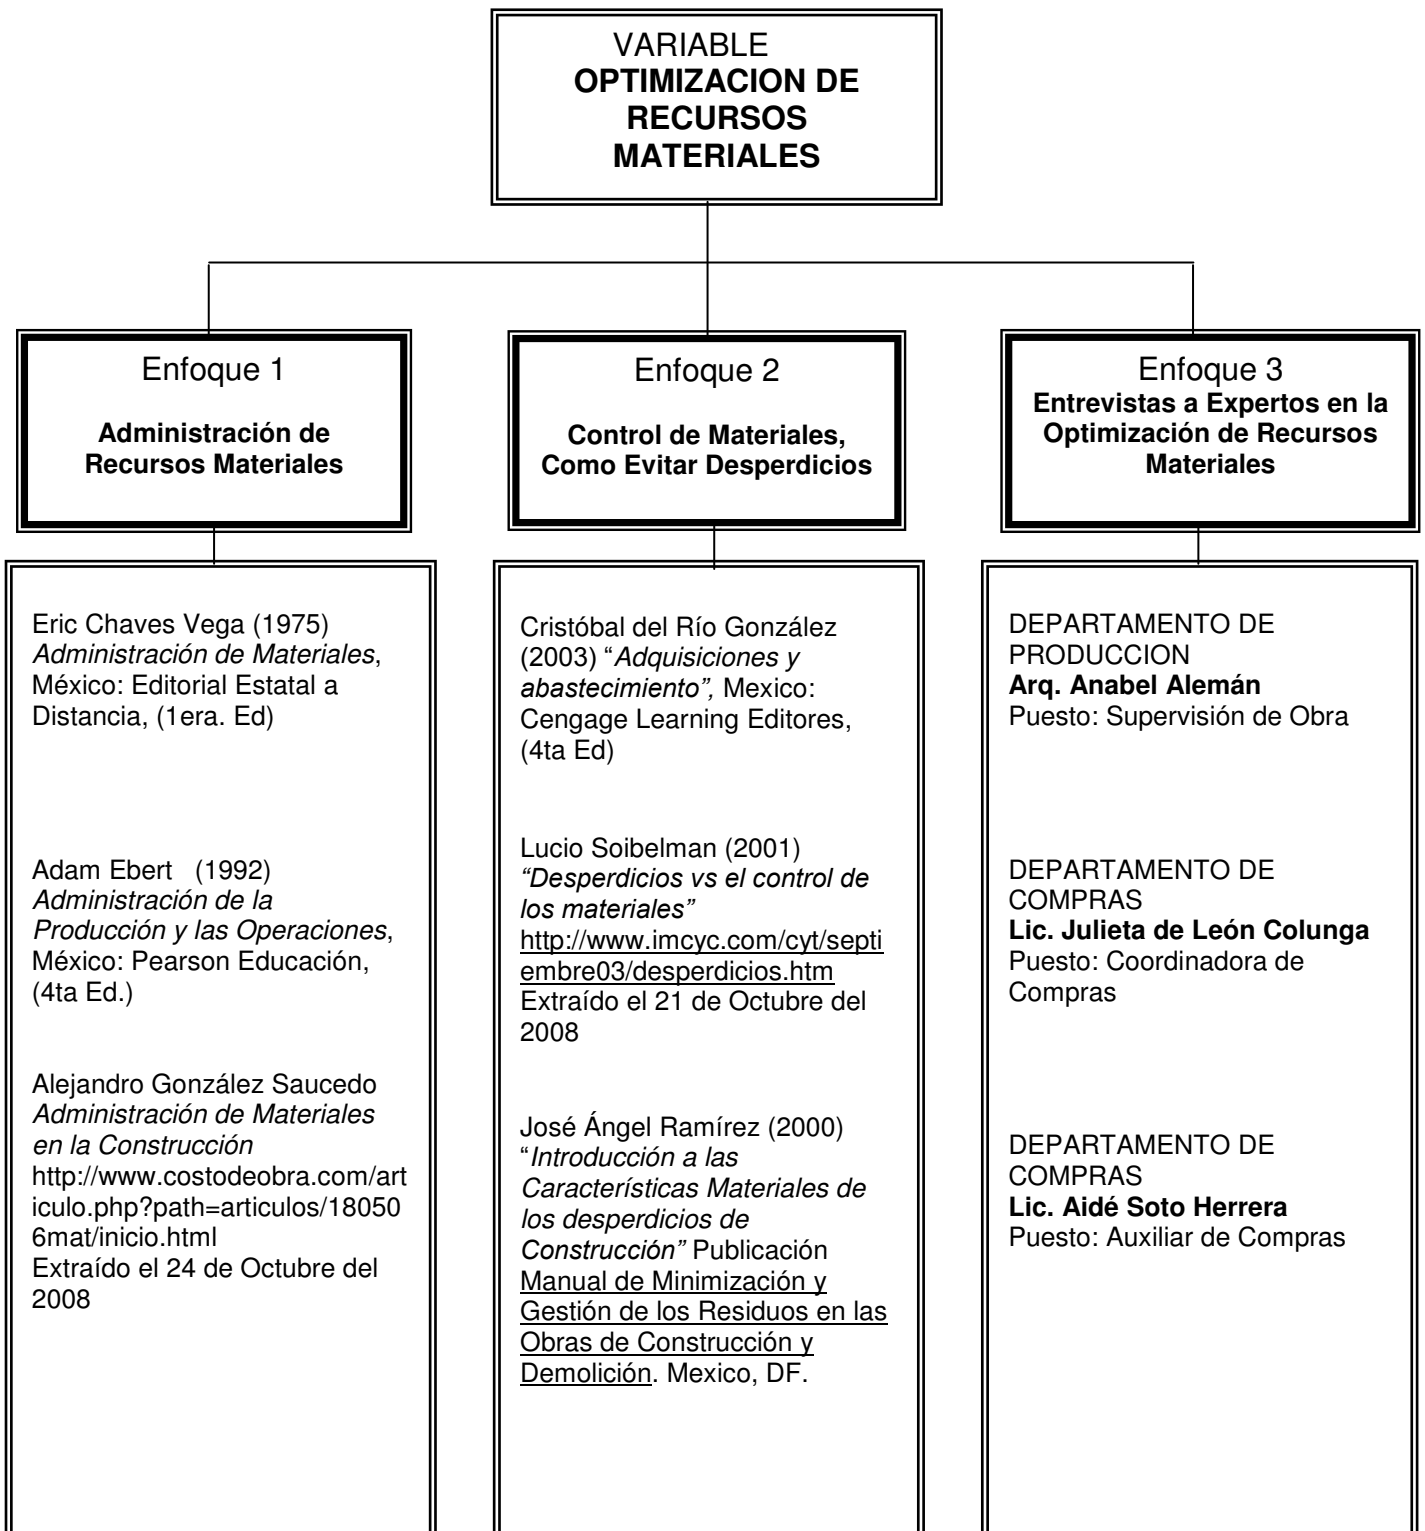 VARIABLE
OPTIMIZACION DE
RECURSOS
MATERIALES
Enfoque 1
Administración de
Recursos Materiales
Enfoque 2
Control de Materiales,
Como Evitar Desperdicios
Enfoque 3
Entrevistas a Expertos en la
Optimización de Recursos
Materiales
Eric Chaves Vega (1975)
Administración de Materiales,
México: Editorial Estatal a
Distancia, (1era. Ed)
Adam Ebert (1992)
Administración de la
Producción y las Operaciones,
México: Pearson Educación,
(4ta Ed.)
Alejandro González Saucedo
Administración de Materiales
en la Construcción
http://www.costodeobra.com/art
iculo.php?path=articulos/18050
6mat/inicio.html
Extraído el 24 de Octubre del
2008
Cristóbal del Río González
(2003) “Adquisiciones y
abastecimiento”, Mexico:
Cengage Learning Editores,
(4ta Ed)
Lucio Soibelman (2001)
“Desperdicios vs el control de
los materiales”
http://www.imcyc.com/cyt/septi
embre03/desperdicios.htm
Extraído el 21 de Octubre del
2008
José Ángel Ramírez (2000)
“Introducción a las
Características Materiales de
los desperdicios de
Construcción” Publicación
Manual de Minimización y
Gestión de los Residuos en las
Obras de Construcción y
Demolición. Mexico, DF.
DEPARTAMENTO DE
PRODUCCION
Arq. Anabel Alemán
Puesto: Supervisión de Obra
DEPARTAMENTO DE
COMPRAS
Lic. Julieta de León Colunga
Puesto: Coordinadora de
Compras
DEPARTAMENTO DE
COMPRAS
Lic. Aidé Soto Herrera
Puesto: Auxiliar de Compras